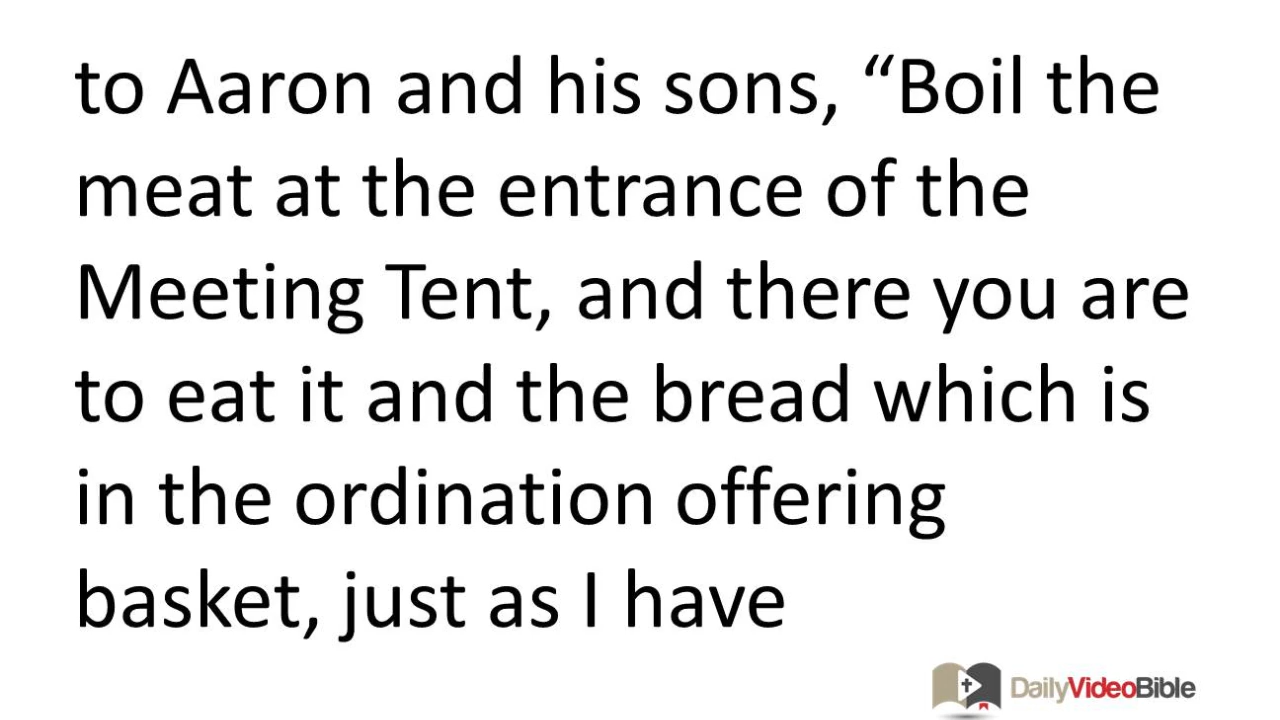 to Aaron and his sons, “Boil the
meat at the entrance of the
Meeting Tent, and there you are
to eat it and the bread which is
in the ordination offering
basket, just as I have
DailyVideoBible